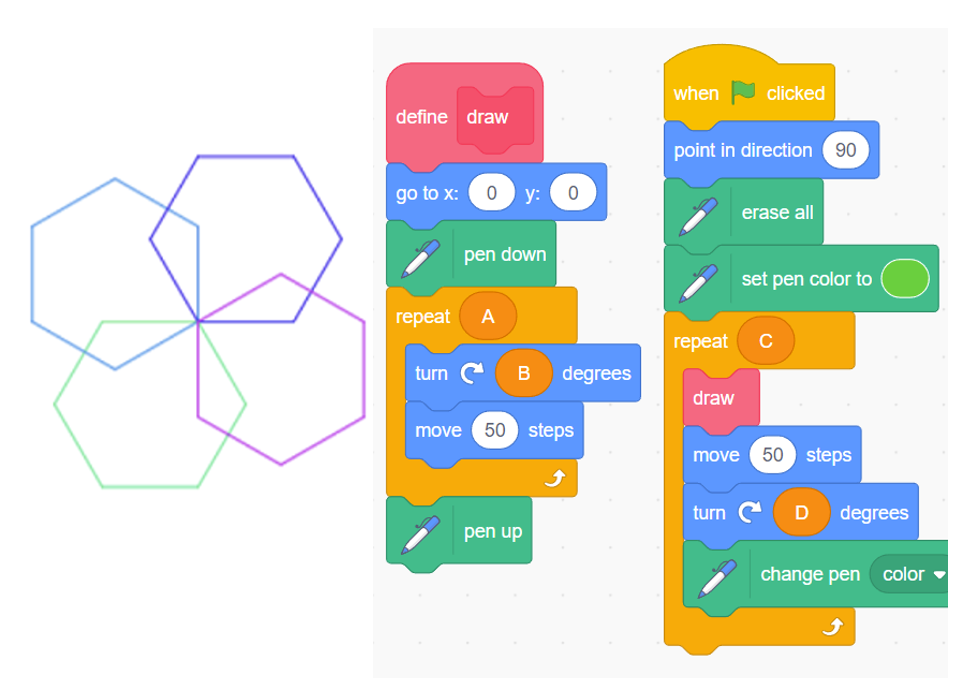 define draw
go to x: 0 y: 0
pen down
repeat A
turn B degrees
move 50 steps
pen up
when clicked
point in direction 90
erase all
set pen color to
repeat C
draw
move 50 steps
turn D degrees
change pen color